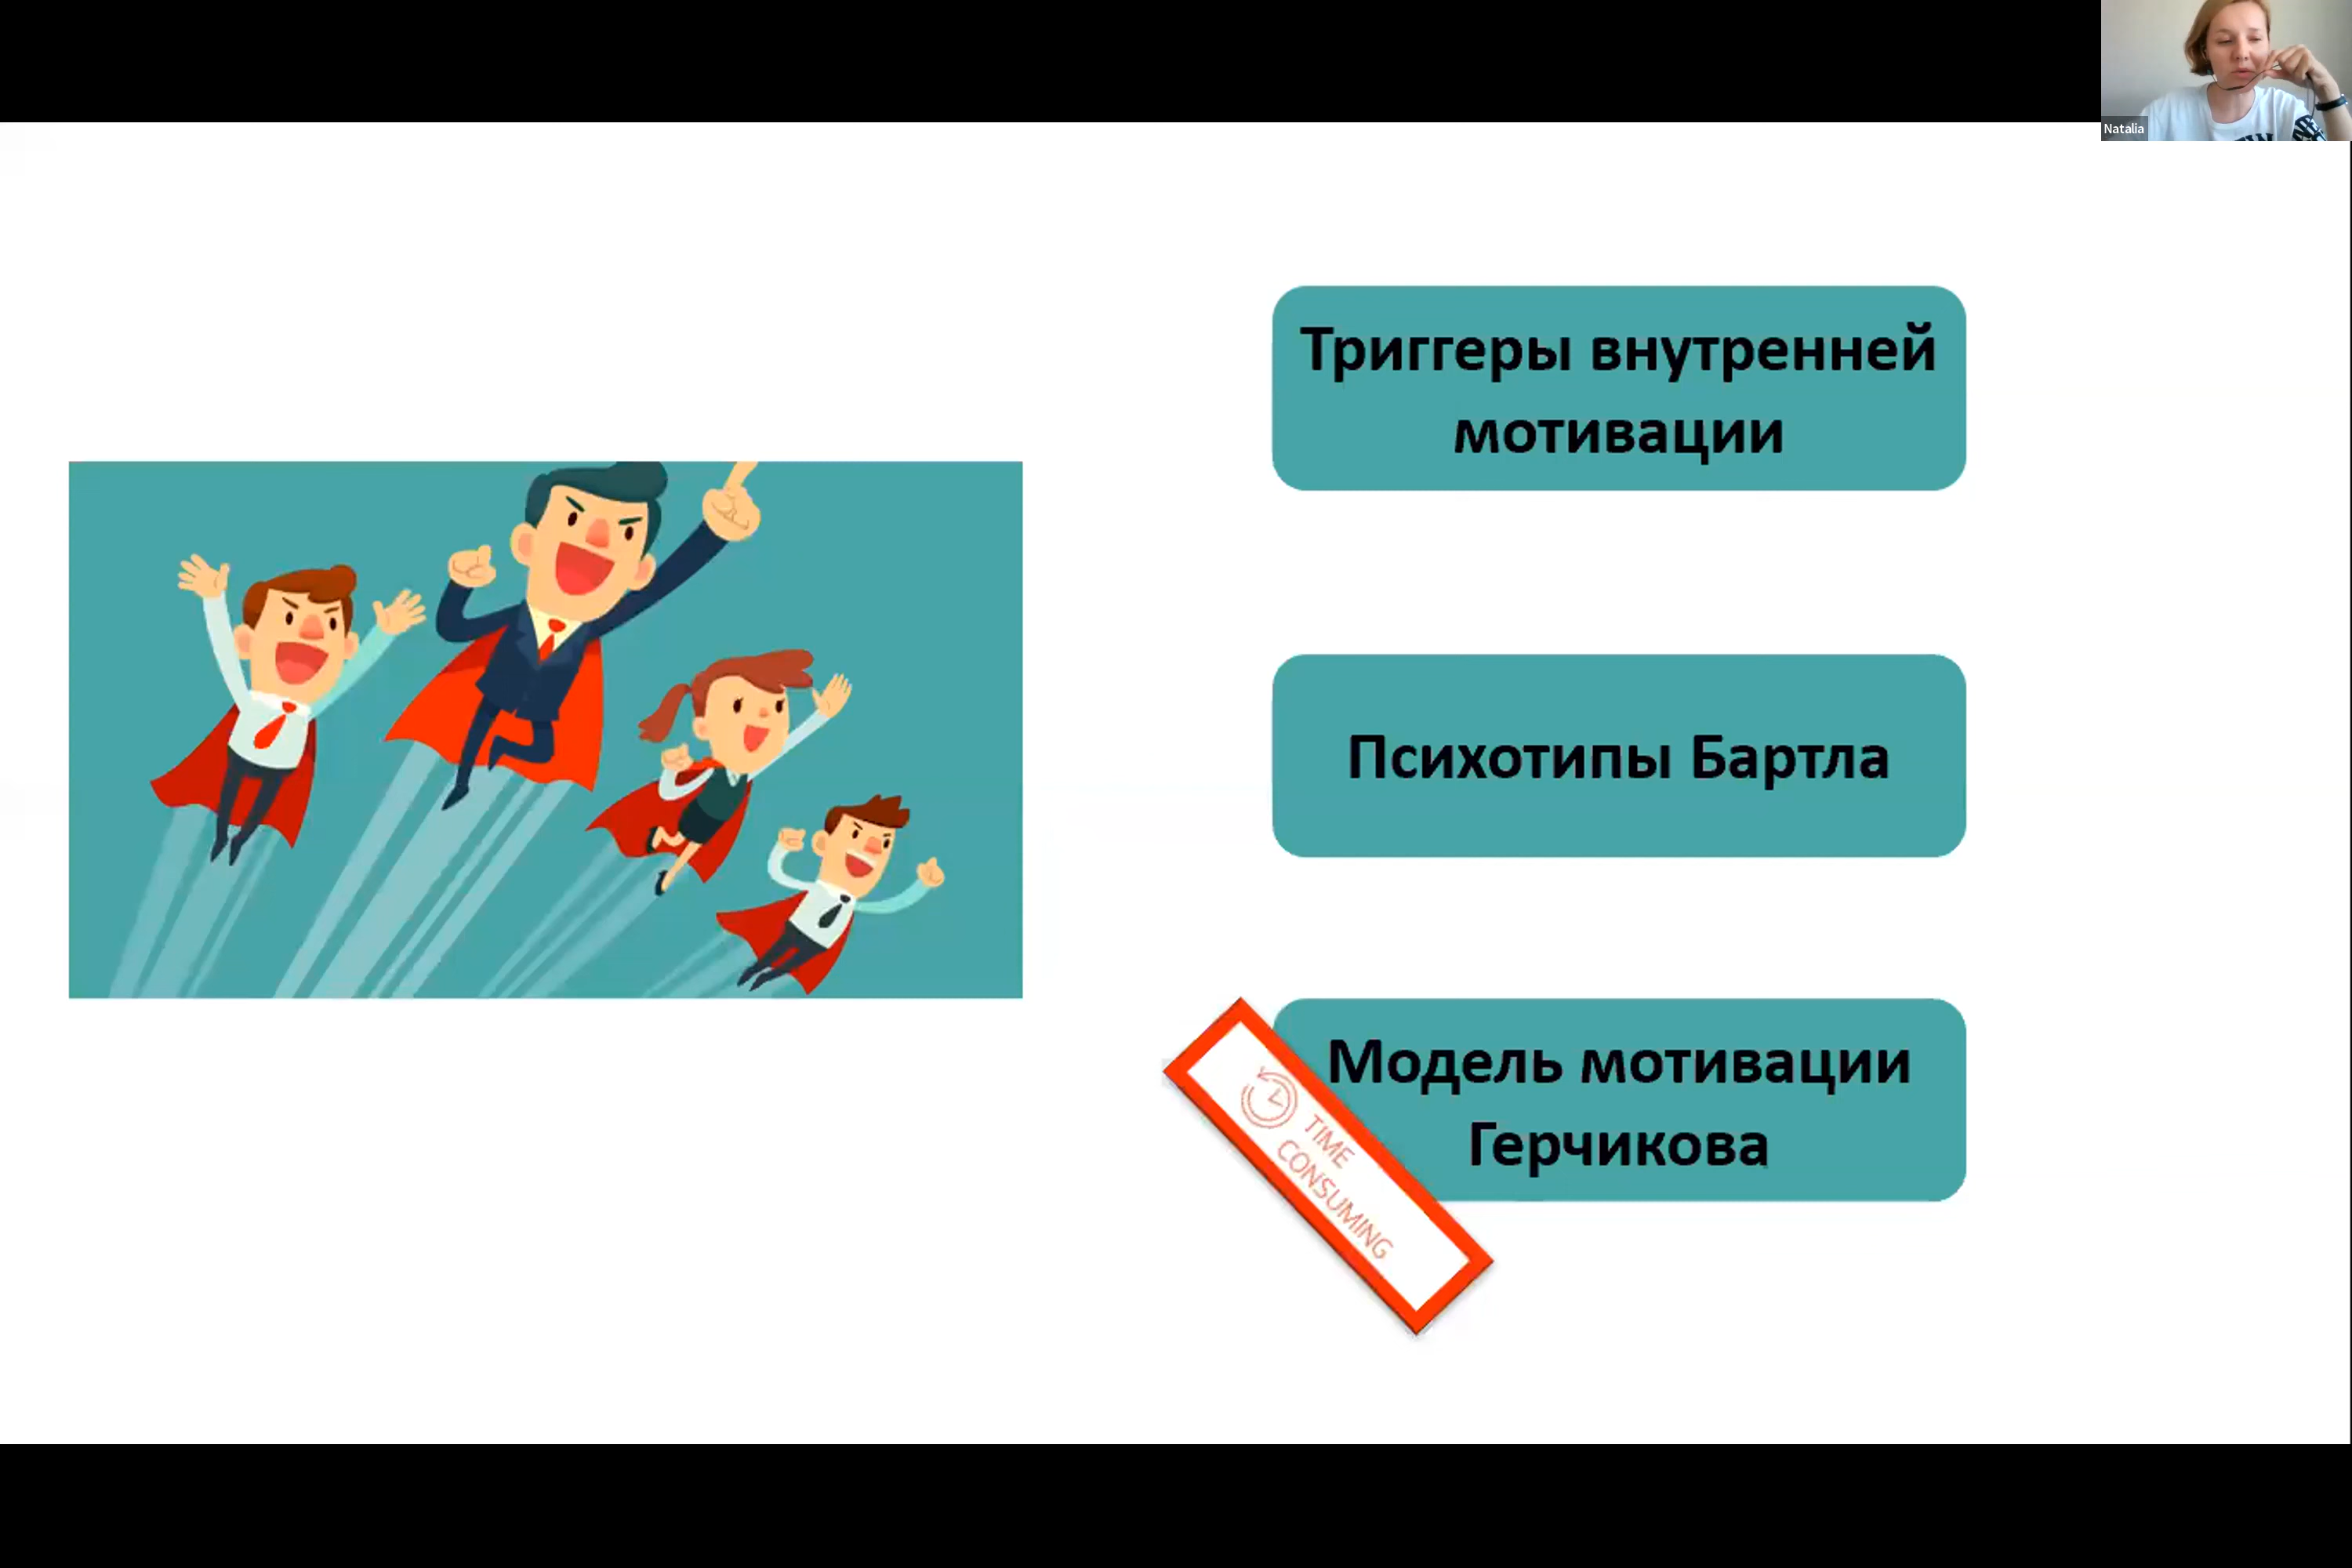 Natalia
Триггеры внутренней
мотивации
Психотипы Бартла
Модель мотивации
Герчикова
TIME
CONSUMING